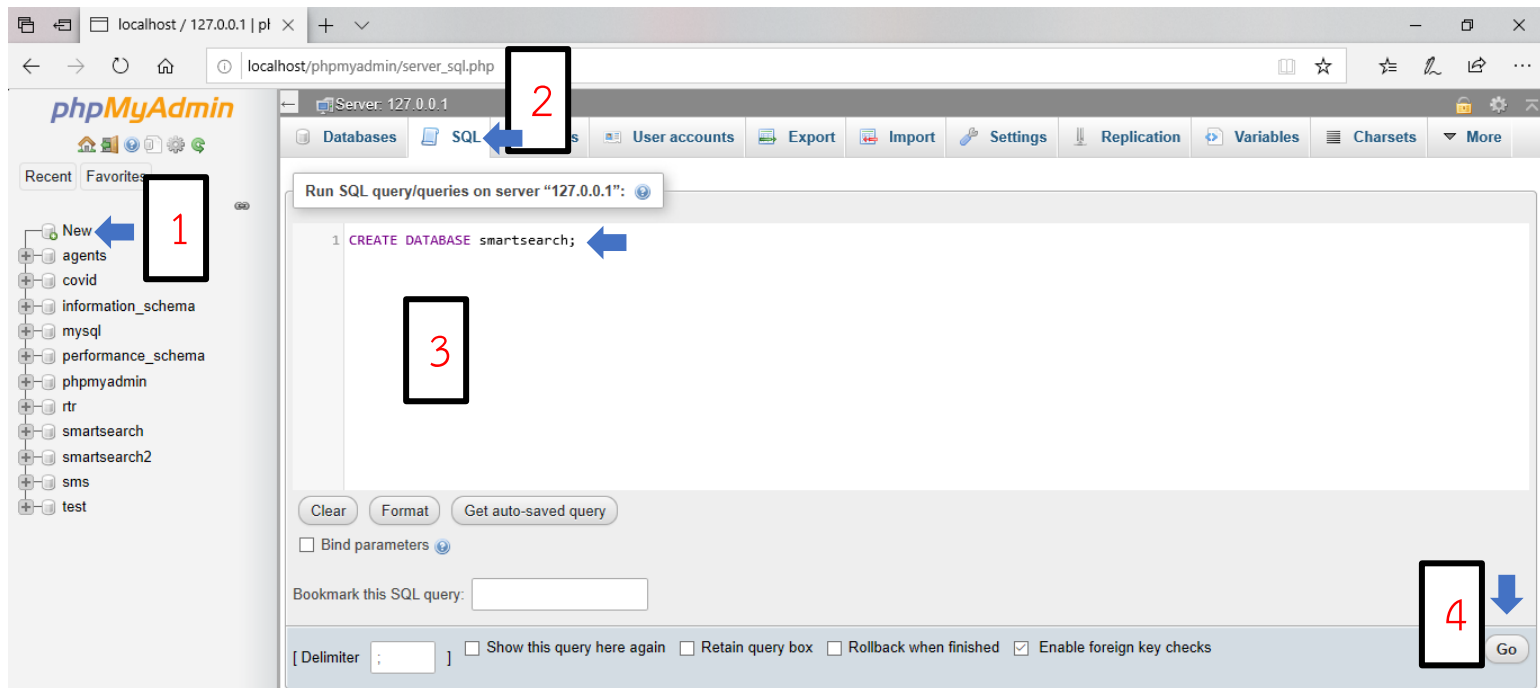 localhost / 127.0.0.1 | pl
localhost/phpmyadmin/server_sql.php
phpMyAdmin
Recent Favorites
New
agents
covid
information_schema
mysql
performance_schema
phpmyadmin
rtr
smartsearch
smartsearch2
sms
test
1
Server: 127.0.0.1
2
Databases SQL s User accounts Export Import Settings Replication Variables Charsets More
Run SQL query/queries on server “127.0.0.1”:
1 CREATE DATABASE smartsearch;
3
Clear Format Get auto-saved query
Bind parameters
Bookmark this SQL query:
[ Delimiter ; ] Show this query here again Retain query box Rollback when finished Enable foreign key checks
4
Go